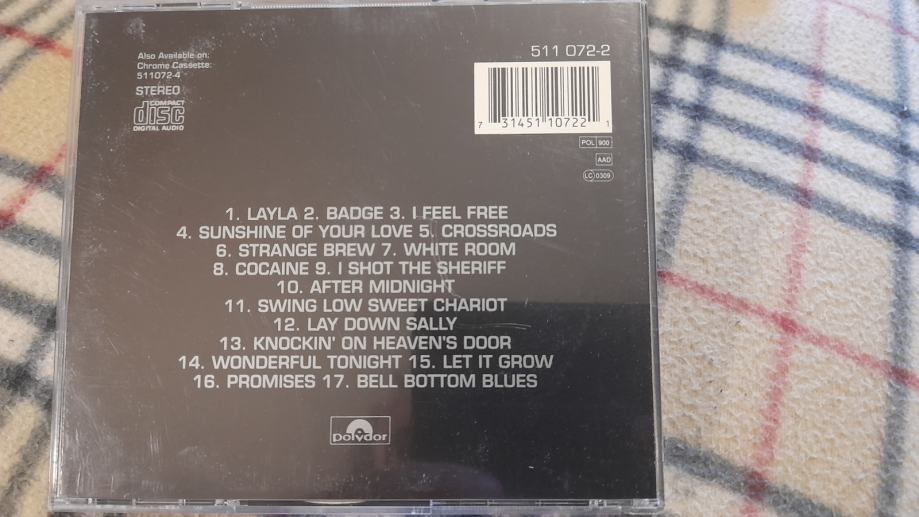 Also Available on:
Chrome Cassette:
511072-4
STEREO
COMPACT
disc
DIGITAL AUDIO
511 072-2
7 31451 10722 1
POL 900
AAD
LC 0309
1. LAYLA 2. BADGE 3. I FEEL FREE
4. SUNSHINE OF YOUR LOVE 5. CROSSROADS
6. STRANGE BREW 7. WHITE ROOM
8. COCAINE 9. I SHOT THE SHERIFF
10. AFTER MIDNIGHT
11. SWING LOW SWEET CHARIOT
12. LAY DOWN SALLY
13. KNOCKIN' ON HEAVEN'S DOOR
14. WONDERFUL TONIGHT 15. LET IT GROW
16. PROMISES 17. BELL BOTTOM BLUES
polydor